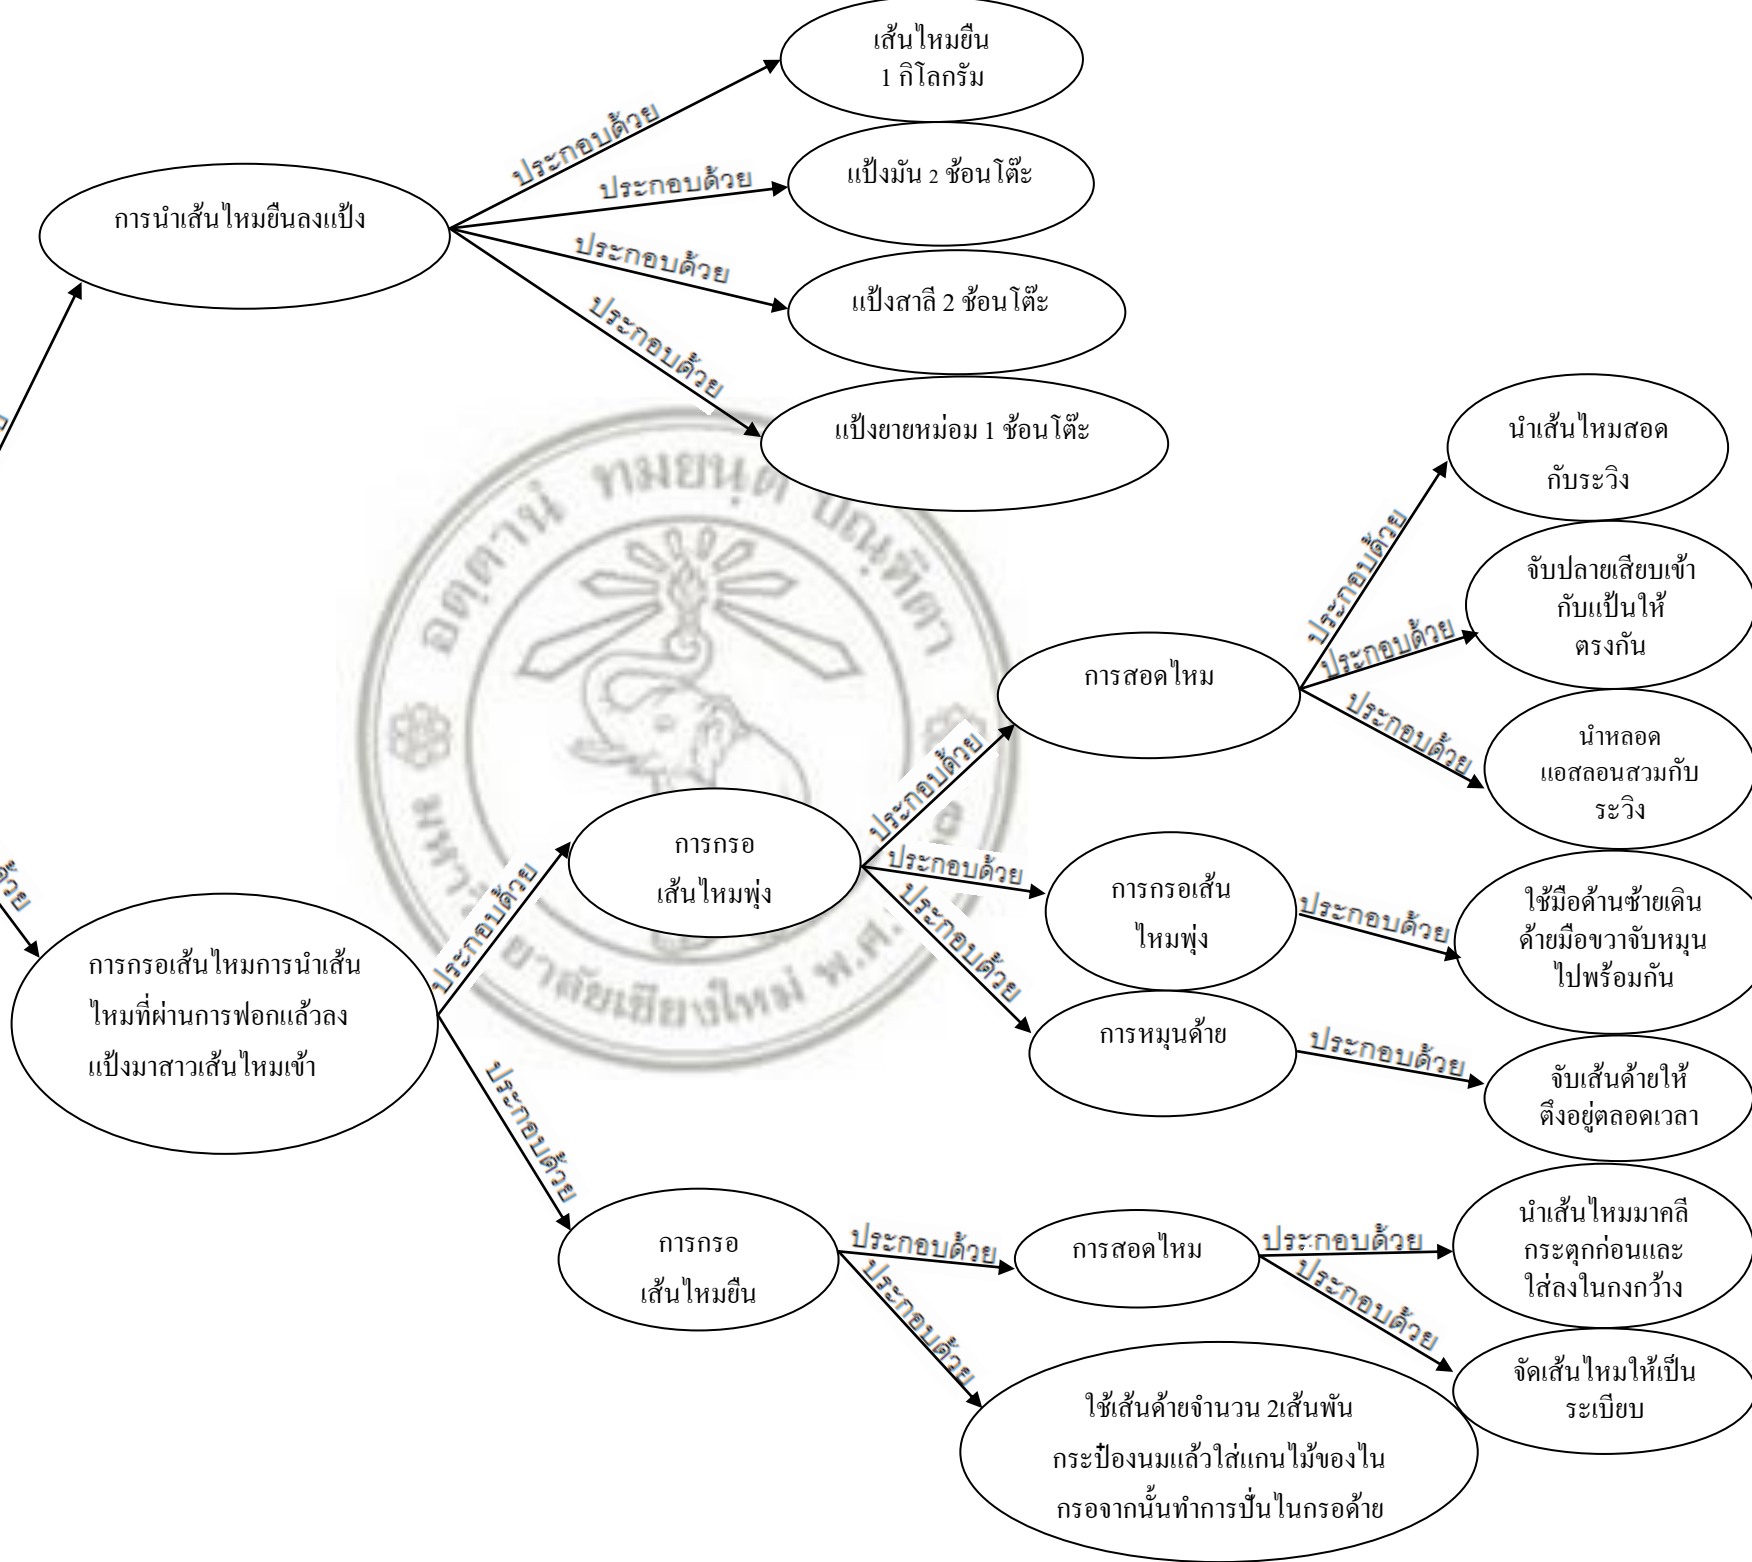 เส้นไหมยืน
1 กิโลกรัม
ประกอบด้วย
แป้งมัน 2 ช้อนโต๊ะ
ประกอบด้วย
การนำเส้นไหมยืนลงแป้ง
ประกอบด้วย
แป้งสาลี 2 ช้อนโต๊ะ
ประกอบด้วย
แป้งยายหม่อม 1 ช้อนโต๊ะ
นำเส้นไหมสอด
กับระวิง
ประกอบด้วย
จับปลายเสียบเข้า
กับแป้นให้
ตรงกัน
ประกอบด้วย
การสอดไหม
ประกอบด้วย
นำหลอด
แอสลอนสวมกับ
ระวิง
ประกอบด้วย
การกรอ
เส้นไหมพุ่ง
ประกอบด้วย
การกรอเส้น
ไหมพุ่ง
ประกอบด้วย
ใช้มือด้านซ้ายเดิน
ด้ายมือขวาจับหมุน
ไปพร้อมกัน
ประกอบด้วย
ประกอบด้วย
ด้วย
การกรอเส้นไหมการนำเส้น
ไหมที่ผ่านการฟอกแล้วลง
แป้งมาสาวเส้นไหมเข้า
การหมุนด้าย
ประกอบด้วย
จับเส้นด้ายให้
ตึงอยู่ตลอดเวลา
ประกอบด้วย
การกรอ
เส้นไหมยืน
ประกอบด้วย
การสอดไหม
ประกอบด้วย
นำเส้นไหมมาคลี
กระตุกก่อนและ
ใส่ลงในกงกว้าง
ประกอบด้วย
ประกอบด้วย
จัดเส้นไหมให้เป็น
ระเบียบ
ใช้เส้นด้ายจำนวน 2เส้นพัน
กระป๋องนมแล้วใส่แกนไม้ของใน
กรอจากนั้นทำการปั่นในกรอด้าย
อตฺตานํ ทมยนฺติ ปณฺฑิตา
ยาลัยเชียงใหม่ พ.ศ.